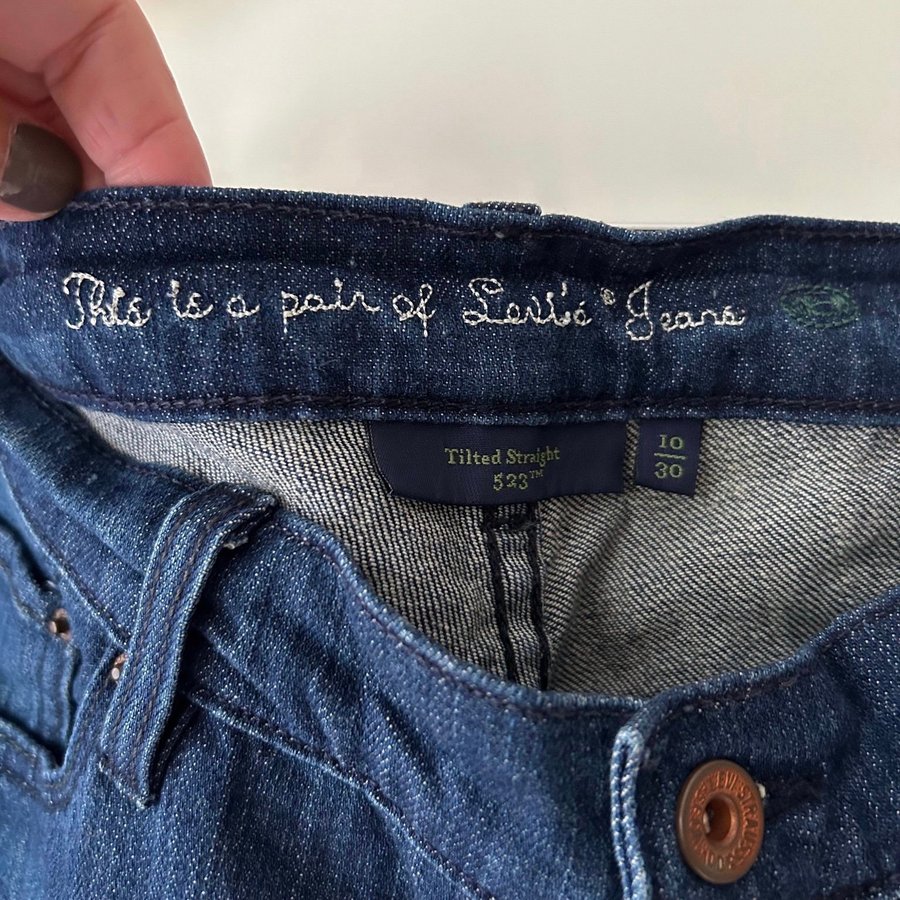 This is a pair of Levi's® Jeans
Tilted Straight
523™
10
30